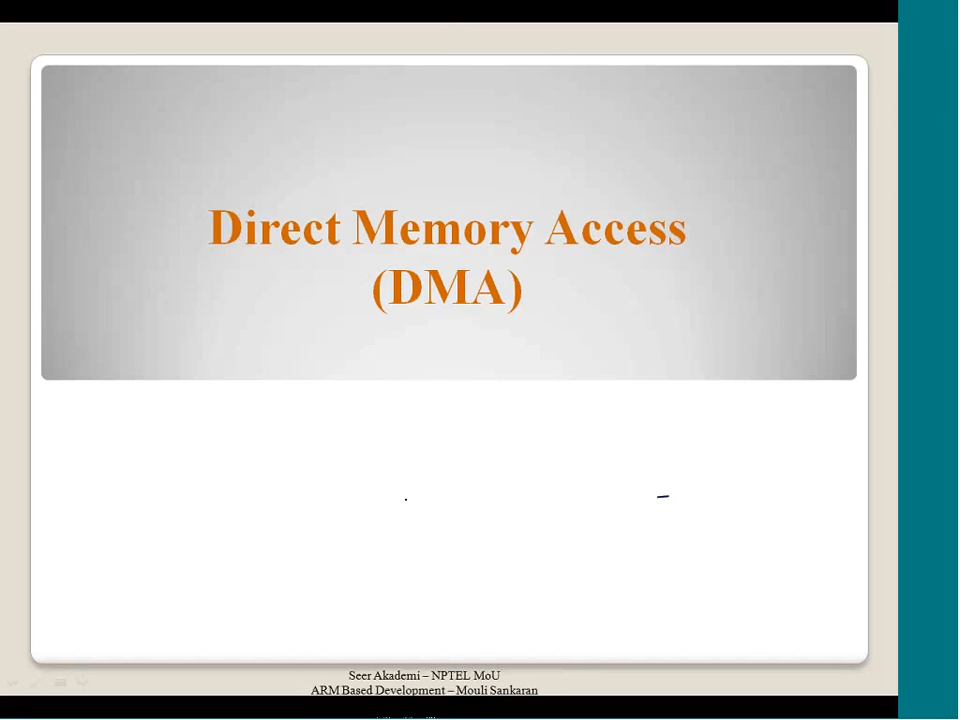 Direct Memory Access
(DMA)
Seer Akademi – NPTEL MoU
ARM Based Development – Mouli Sankaran